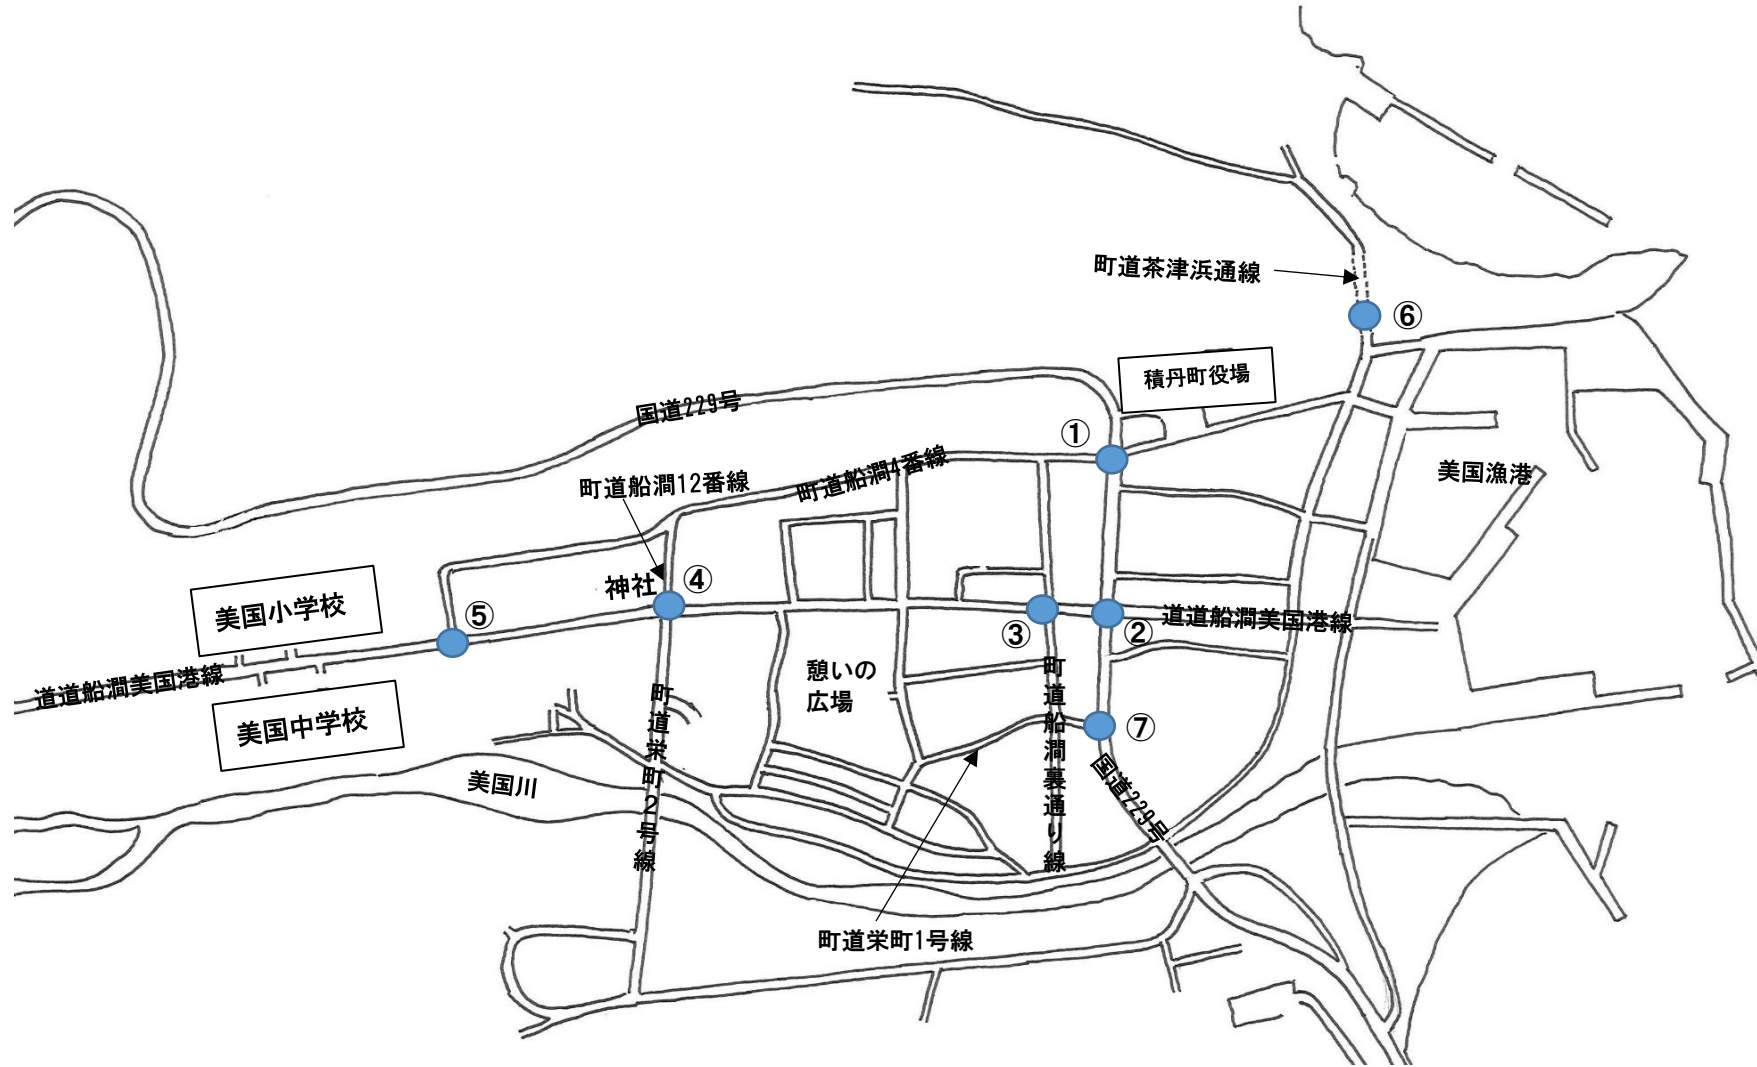 町道茶津浜通線
⑥
積丹町役場
国道229号
①
町道船澗4番線
美国漁港
町道船澗12番線
神社
④
美国小学校
⑤
③
②
道道船澗美国港線
道道船澗美国港線
憩いの
広場
町道船澗裏通り線
町道栄町2号線
美国中学校
⑦
美国川
国道229号
町道栄町1号線